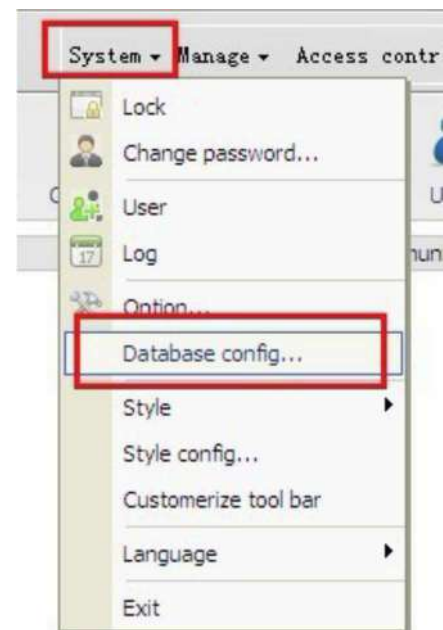 System Manage Access contr
Lock
Change password...
User
Log
17
Option...
Database config...
Style
Style config...
Customerize tool bar
Language
Exit